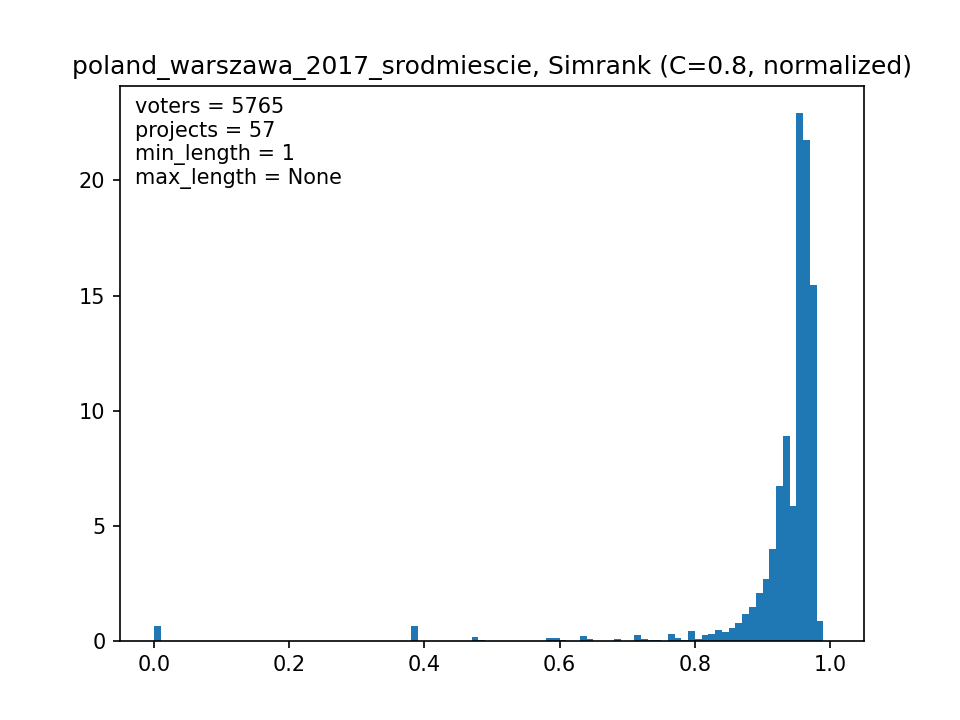 poland_warszawa_2017_srodmiescie, Simrank (C=0.8, normalized)
voters = 5765
projects = 57
min_length = 1
max_length = None
20
15
10
5
0
0.0 0.2 0.4 0.6 0.8 1.0